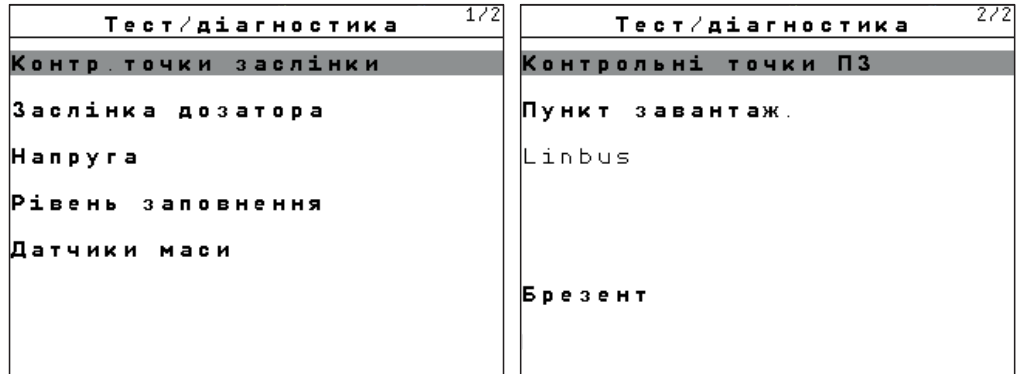 Тест/діагностика 1/2
Контр.точки заслінки
Заслінка дозатора
Напруга
Рівень заповнення
Датчики маси
Тест/діагностика 2/2
Контрольні точки ПЗ
Пункт завантаж.
Linbus
Брезент